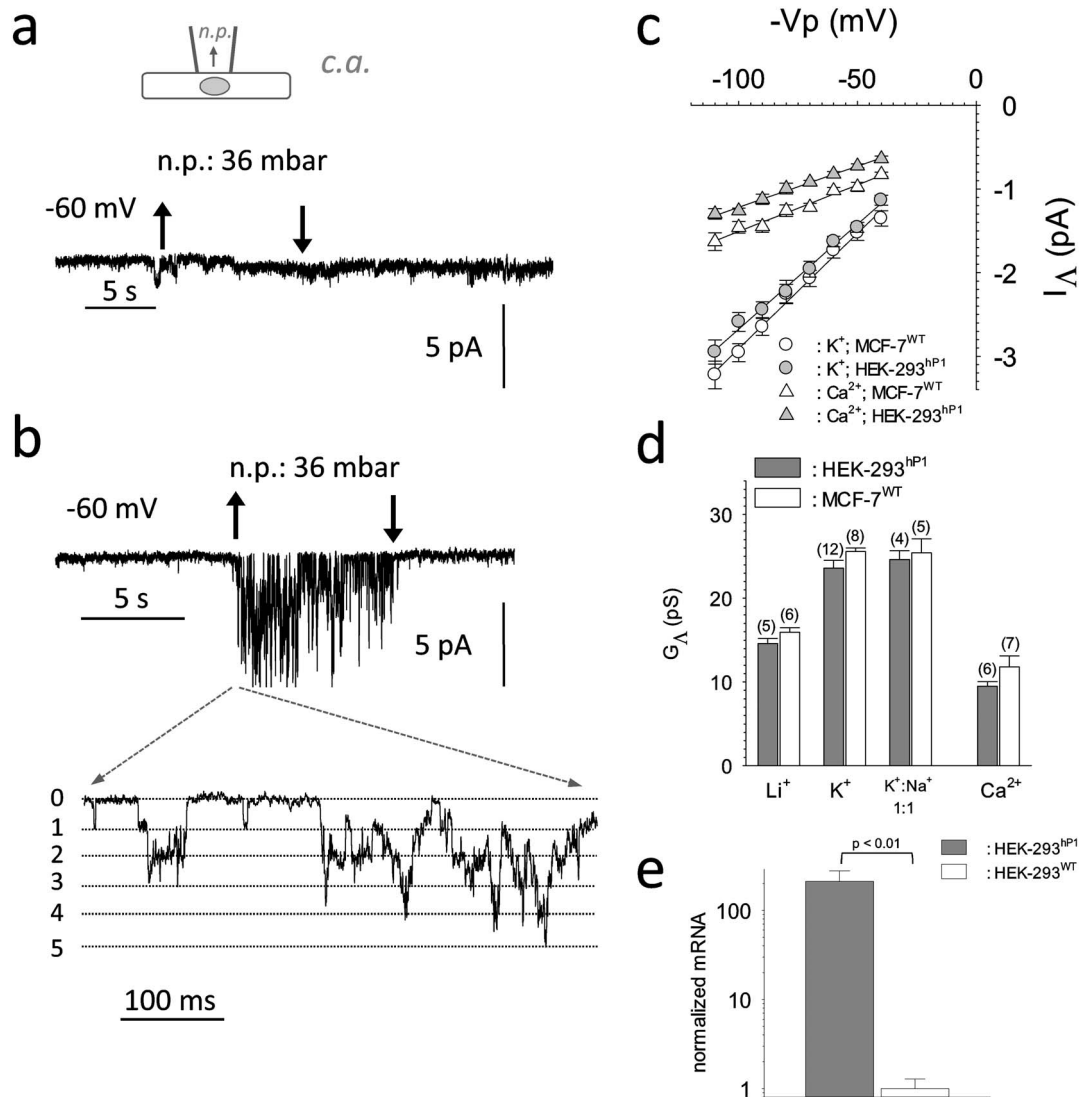 a
n.p.
c.a.
n.p.: 36 mbar
-60 mV
5 s
5 pA
b
n.p.: 36 mbar
-60 mV
5 s
5 pA
0
1
2
3
4
5
100 ms
c
-Vp (mV)
-100 -50 0
0
-1
-2
-3
I_Λ (pA)
: K⁺; MCF-7ᵂᵀ
: K⁺; HEK-293ʰᴾ¹
: Ca²⁺; MCF-7ᵂᵀ
: Ca²⁺; HEK-293ʰᴾ¹
d
: HEK-293ʰᴾ¹
: MCF-7ᵂᵀ
G_Λ (pS)
30
20
10
0
(5) (6) (12) (8) (4) (5) (6) (7)
Li⁺ K⁺ K⁺:Na⁺ Ca²⁺
1:1
e
p < 0.01
: HEK-293ʰᴾ¹
: HEK-293ᵂᵀ
normalized mRNA
100
10
1